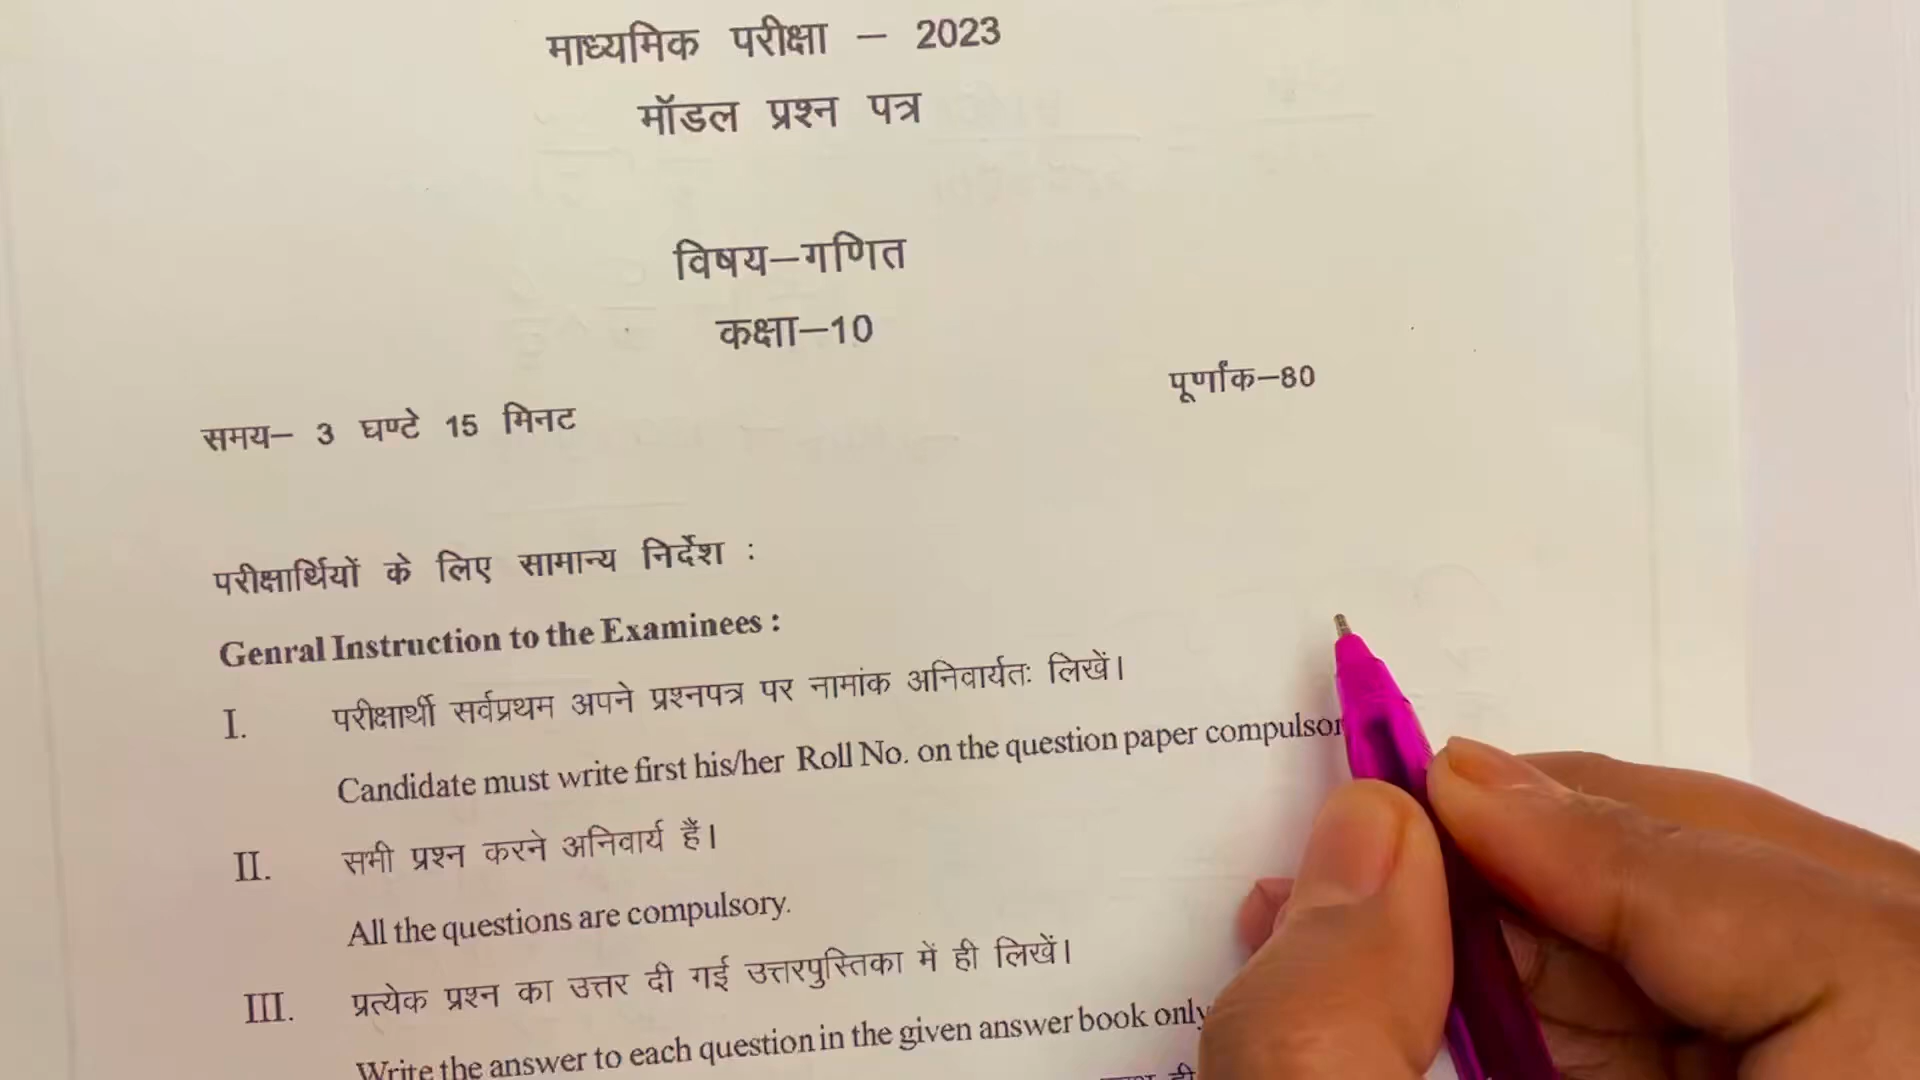 माध्यमिक परीक्षा – 2023
मॉडल प्रश्न पत्र
विषय–गणित
कक्षा–10
पूर्णांक–80
समय– 3 घण्टे 15 मिनट
परीक्षार्थियों के लिए सामान्य निर्देश :
Genral Instruction to the Examinees :
I. परीक्षार्थी सर्वप्रथम अपने प्रश्नपत्र पर नामांक अनिवार्यतः लिखें।
Candidate must write first his/her Roll No. on the question paper compulsor
II. सभी प्रश्न करने अनिवार्य हैं।
All the questions are compulsory.
III. प्रत्येक प्रश्न का उत्तर दी गई उत्तरपुस्तिका में ही लिखें।
Write the answer to each question in the given answer book only
ही